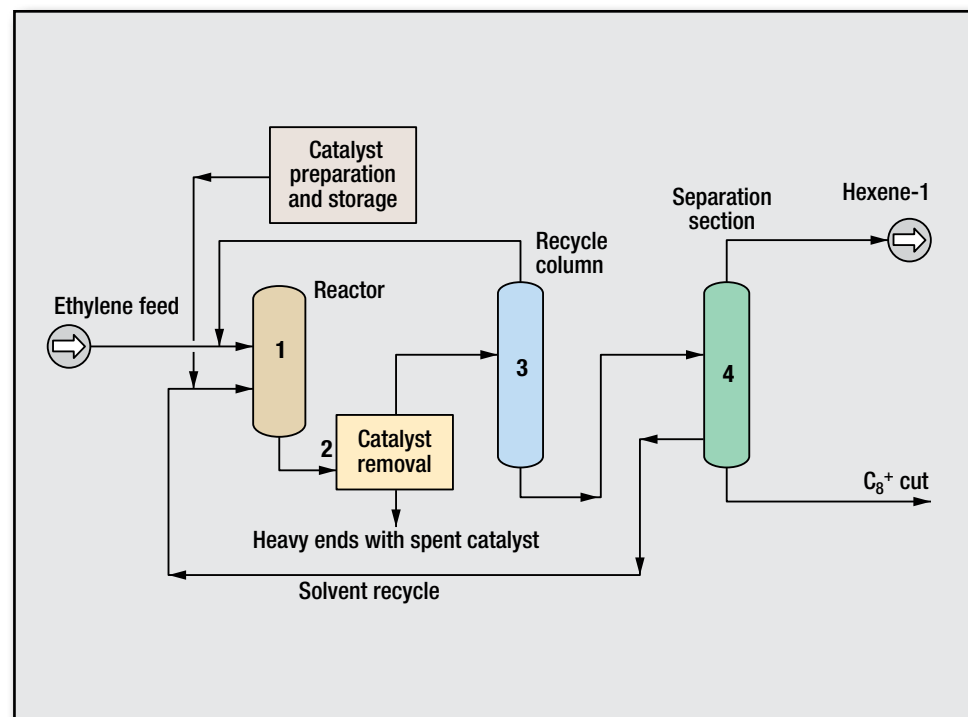 Catalyst
preparation
and storage
Hexene-1
Separation
section
Recycle
column
Reactor
Ethylene feed
1
3
4
2
Catalyst
removal
C₈⁺ cut
Heavy ends with spent catalyst
Solvent recycle